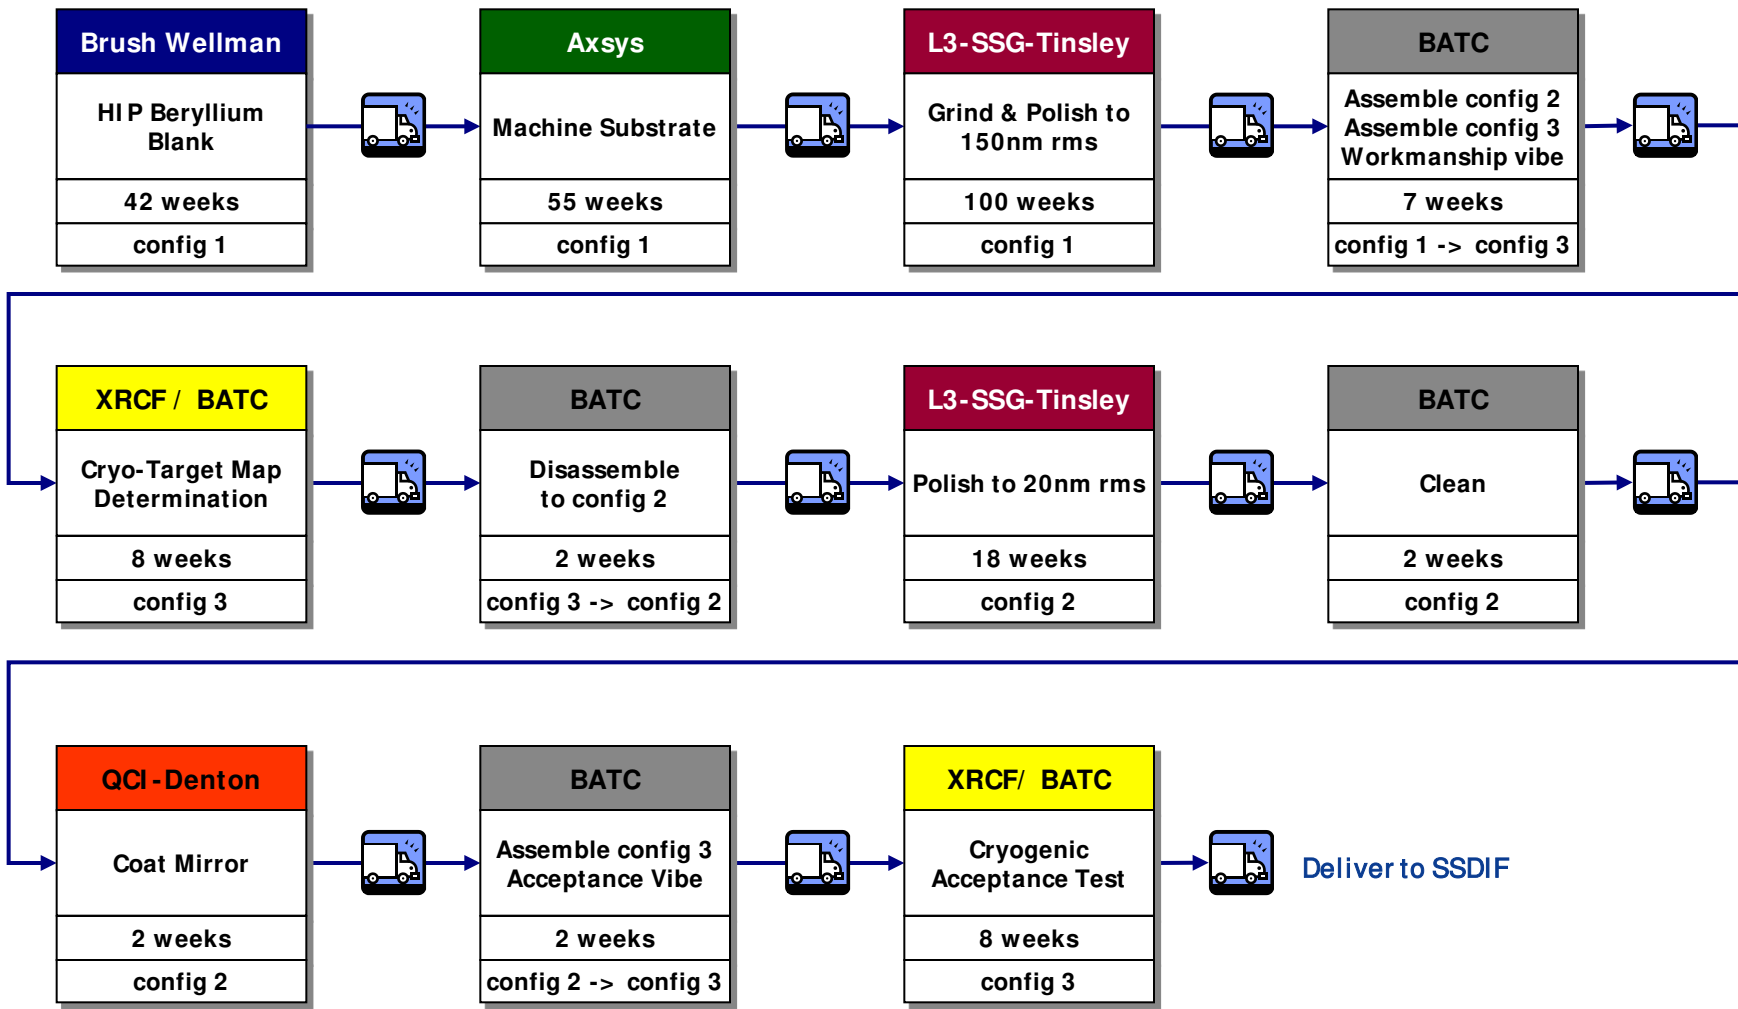 Brush Wellman
HIP Beryllium
Blank
42 weeks
config 1
Axsys
Machine Substrate
55 weeks
config 1
L3-SSG-Tinsley
Grind & Polish to
150nm rms
100 weeks
config 1
BATC
Assemble config 2
Assemble config 3
Workmanship vibe
7 weeks
config 1 -> config 3
XRCF / BATC
Cryo-Target Map
Determination
8 weeks
config 3
BATC
Disassemble
to config 2
2 weeks
config 3 -> config 2
L3-SSG-Tinsley
Polish to 20nm rms
18 weeks
config 2
BATC
Clean
2 weeks
config 2
QCI-Denton
Coat Mirror
2 weeks
config 2
BATC
Assemble config 3
Acceptance Vibe
2 weeks
config 2 -> config 3
XRCF/ BATC
Cryogenic
Acceptance Test
8 weeks
config 3
Deliver to SSDIF